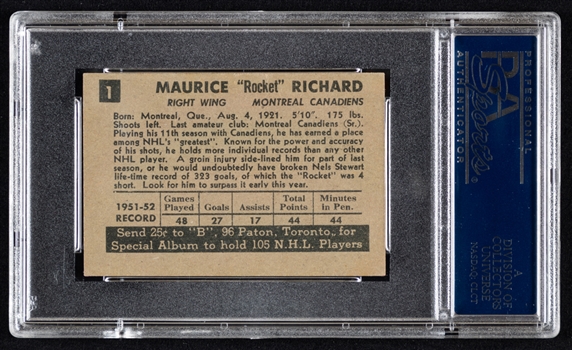 1
MAURICE "Rocket" RICHARD
RIGHT WING MONTREAL CANADIENS
Born: Montreal, Que., Aug. 4, 1921. 5'10". 175 lbs.
Shoots left. Last amateur club: Montreal Canadiens (Sr.).
Playing his 11th season with Canadiens, he has earned a place
among NHL's "greatest". Known for the power and accuracy
of his shots, he holds more individual records than any other
NHL player. A groin injury side-lined him for part of last
season, or he would undoubtedly have broken Nels Stewart
life-time record of 323 goals, of which the "Rocket" was 4
short. Look for him to surpass it early this year.
Games Total Minutes
1951-52 Played Goals Assists Points in Pen.
RECORD 48 27 17 44 44
Send 25¢ to "B", 96 Paton, Toronto, for
Special Album to hold 105 N.H.L. Players
PROFESSIONAL
PSA
Sports
AUTHENTICATOR
A
DIVISION OF
COLLECTORS
UNIVERSE
NASDAQ: CLCT